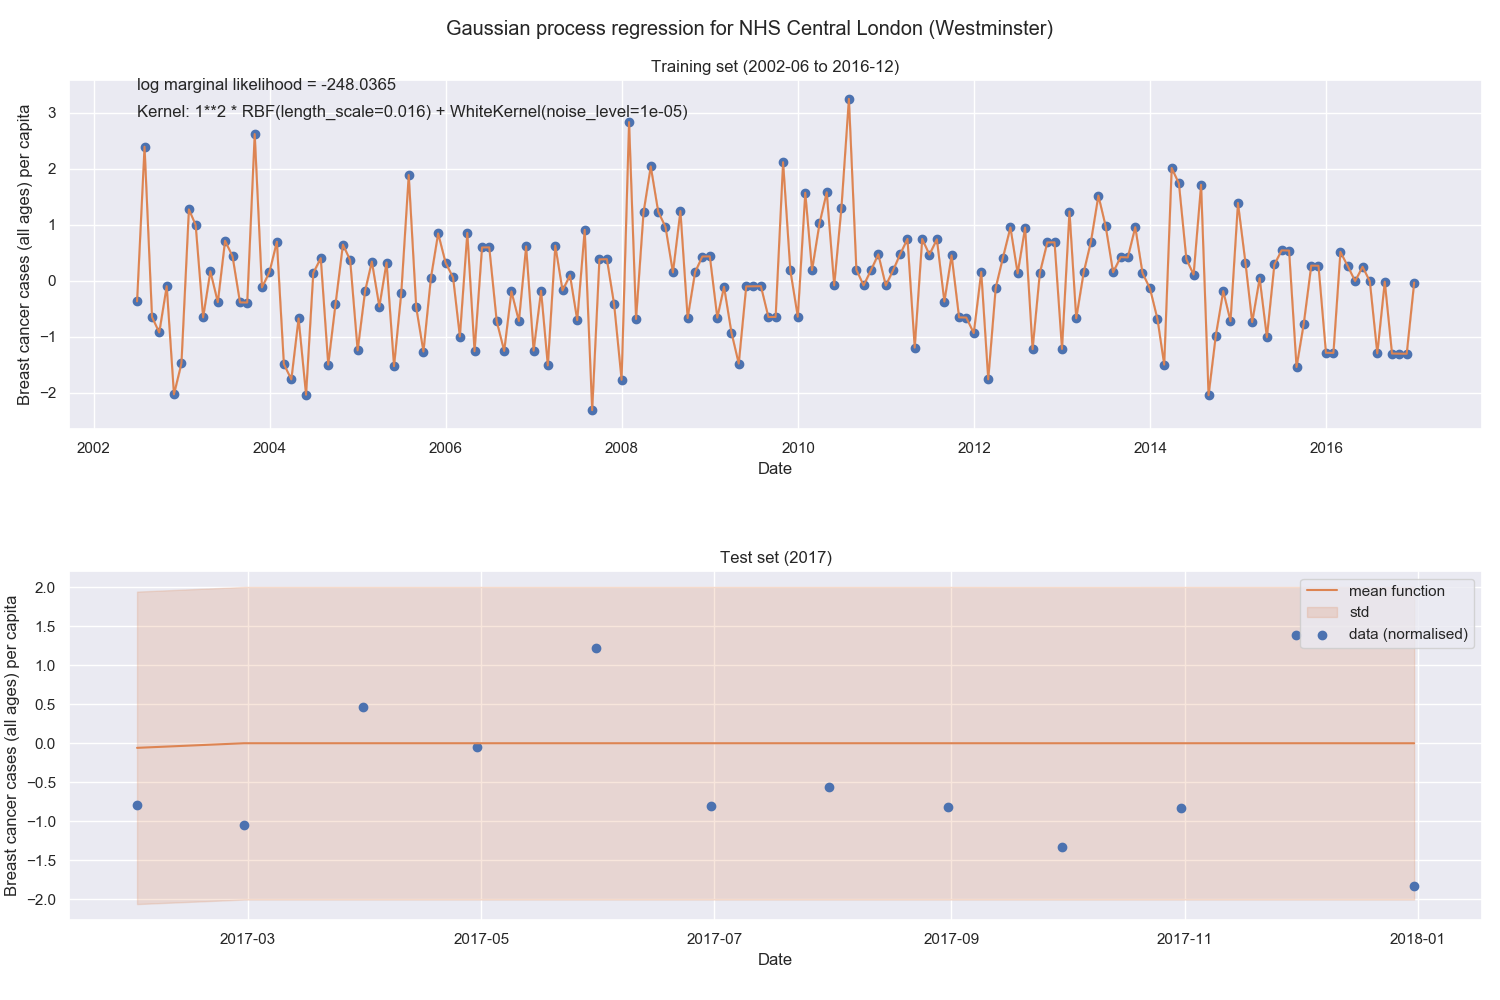 Gaussian process regression for NHS Central London (Westminster)
Training set (2002-06 to 2016-12)
log marginal likelihood = -248.0365
Kernel: 1**2 * RBF(length_scale=0.016) + WhiteKernel(noise_level=1e-05)
Breast cancer cases (all ages) per capita
3
2
1
0
−1
−2
2002 2004 2006 2008 2010 2012 2014 2016
Date
Test set (2017)
mean function
std
data (normalised)
Breast cancer cases (all ages) per capita
2.0
1.5
1.0
0.5
0.0
−0.5
−1.0
−1.5
−2.0
2017-03 2017-05 2017-07 2017-09 2017-11 2018-01
Date